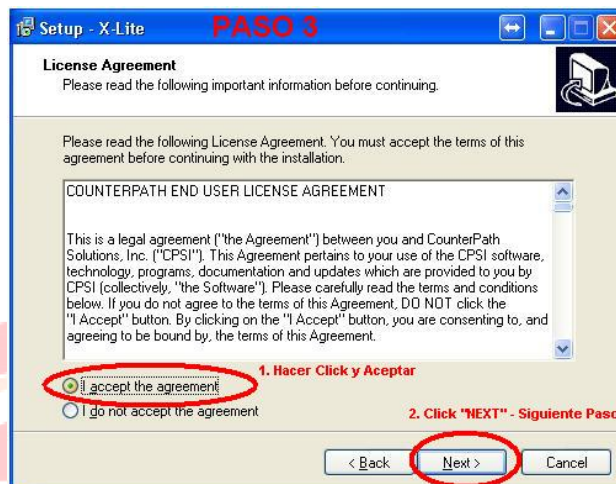 Setup - X-Lite
PASO 3
License Agreement
Please read the following important information before continuing.
Please read the following License Agreement. You must accept the terms of this
agreement before continuing with the installation.
COUNTERPATH END USER LICENSE AGREEMENT
This is a legal agreement ("the Agreement") between you and CounterPath
Solutions, Inc. ("CPSI"). This Agreement pertains to your use of the CPSI software,
technology, programs, documentation and updates which are provided to you by
CPSI (collectively, "the Software"). Please carefully read the terms and conditions
below. If you do not agree to the terms of this Agreement, DO NOT click the
"I Accept" button. By clicking on the "I Accept" button, you are consenting to, and
agreeing to be bound by, the terms of this Agreement.
1. Hacer Click y Aceptar
I accept the agreement
I do not accept the agreement
2. Click "NEXT" - Siguiente Paso
< Back
Next >
Cancel